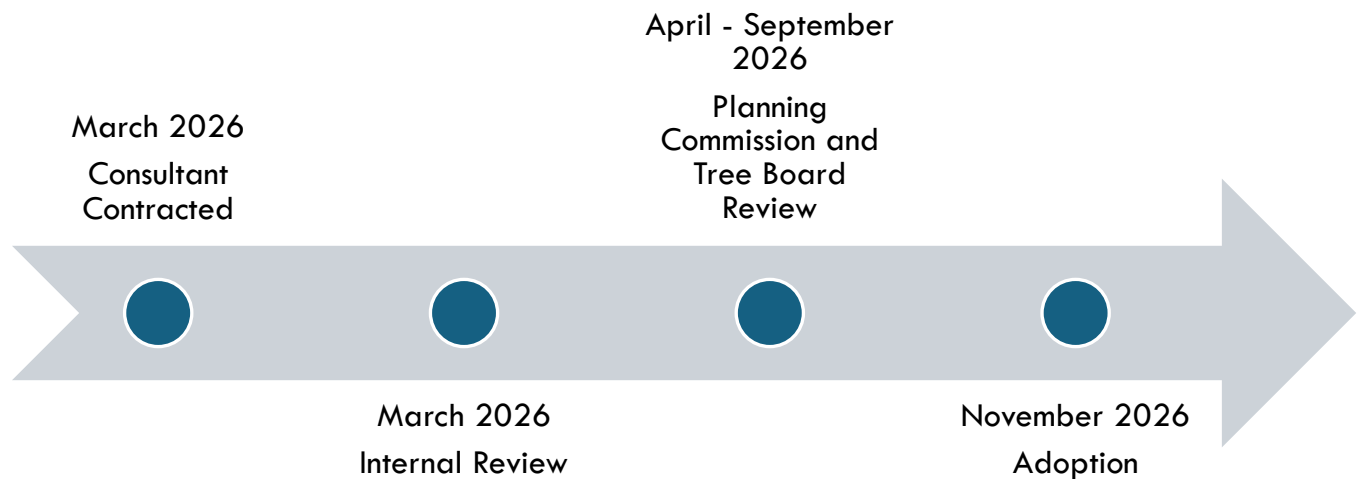 March 2026
Consultant
Contracted
March 2026
Internal Review
April - September
2026
Planning
Commission and
Tree Board
Review
November 2026
Adoption